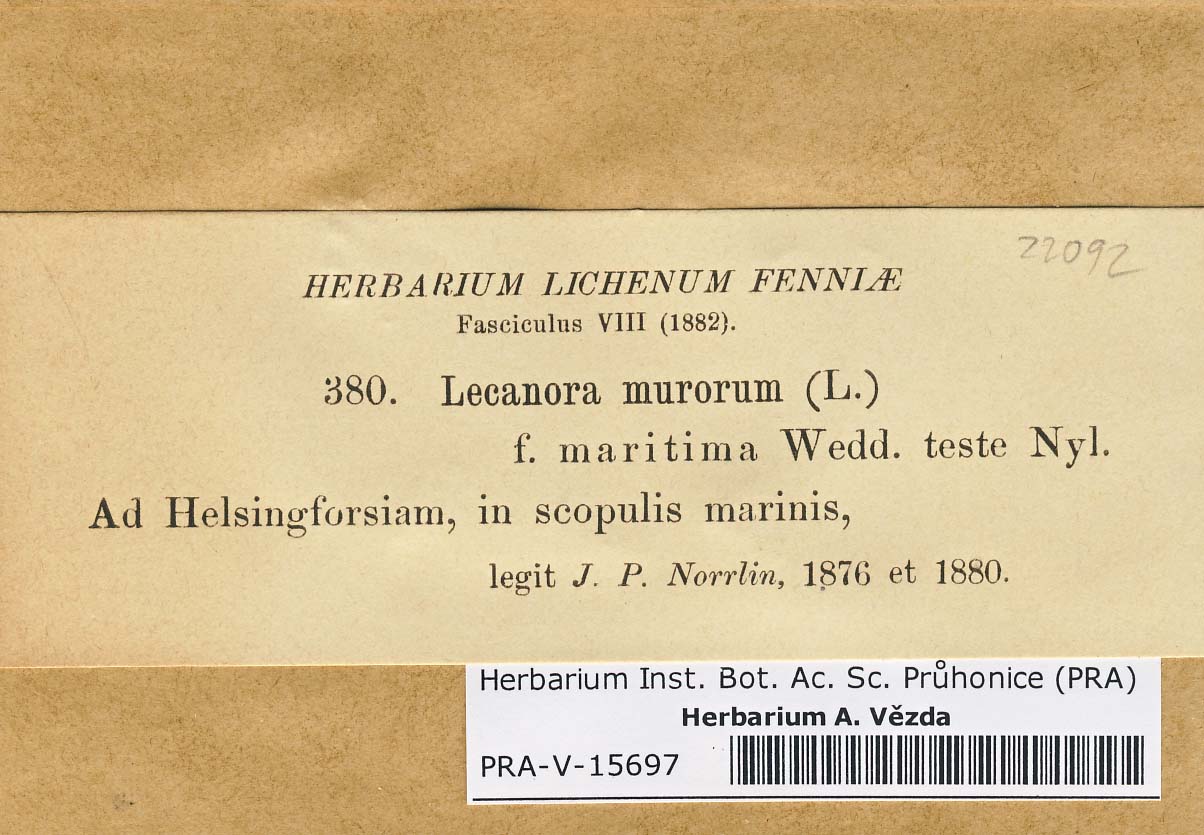 22092
HERBARIUM LICHENUM FENNIÆ
Fasciculus VIII (1882).
380. Lecanora murorum (L.)
f. maritima Wedd. teste Nyl.
Ad Helsingforsiam, in scopulis marinis,
legit J. P. Norrlin, 1876 et 1880.
Herbarium Inst. Bot. Ac. Sc. Průhonice (PRA)
Herbarium A. Vězda
PRA-V-15697